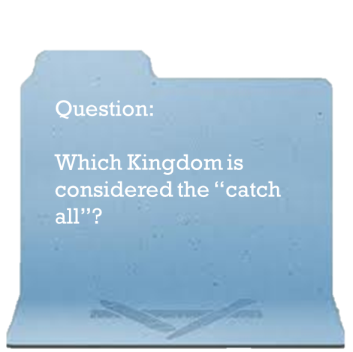 Question:
Which Kingdom is
considered the “catch
all”?